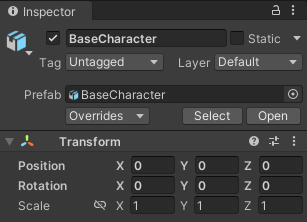 Inspector
BaseCharacter Static
Tag Untagged Layer Default
Prefab BaseCharacter
Overrides Select Open
Transform
Position X 0 Y 0 Z 0
Rotation X 0 Y 0 Z 0
Scale X 1 Y 1 Z 1